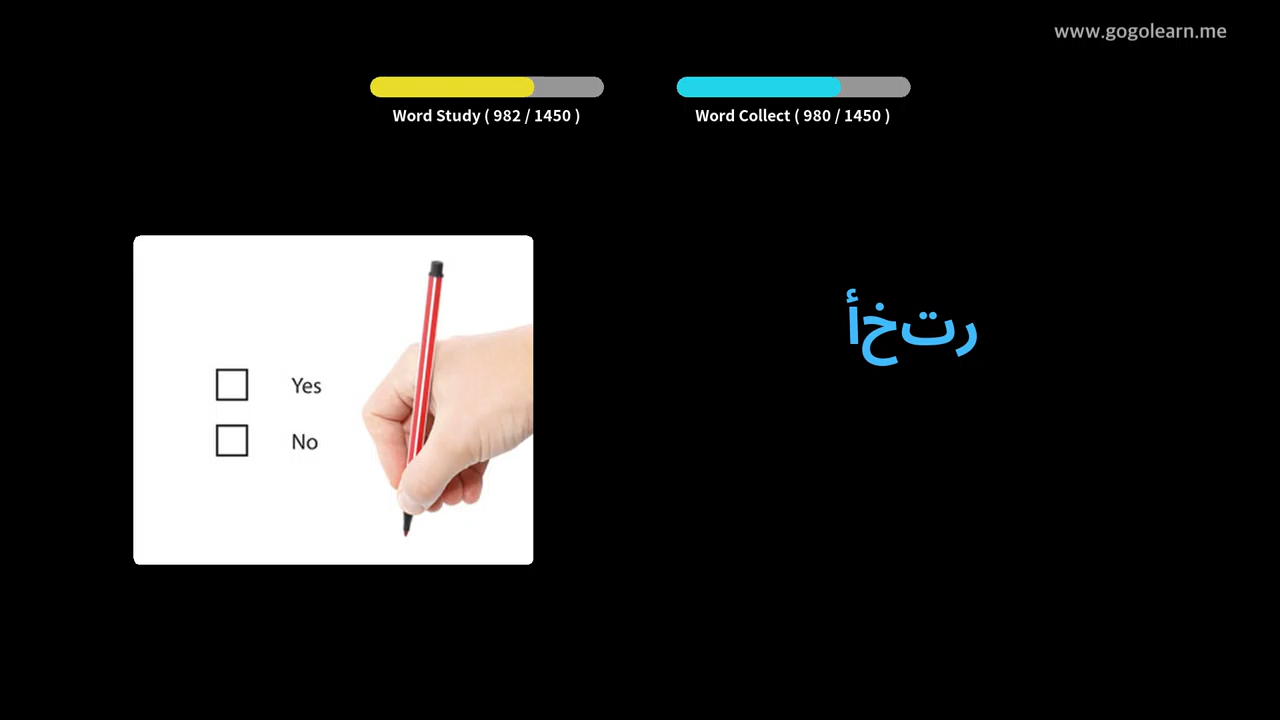 www.gogolearn.me
Word Study ( 982 / 1450 )
Word Collect ( 980 / 1450 )
رتخأ
Yes
No